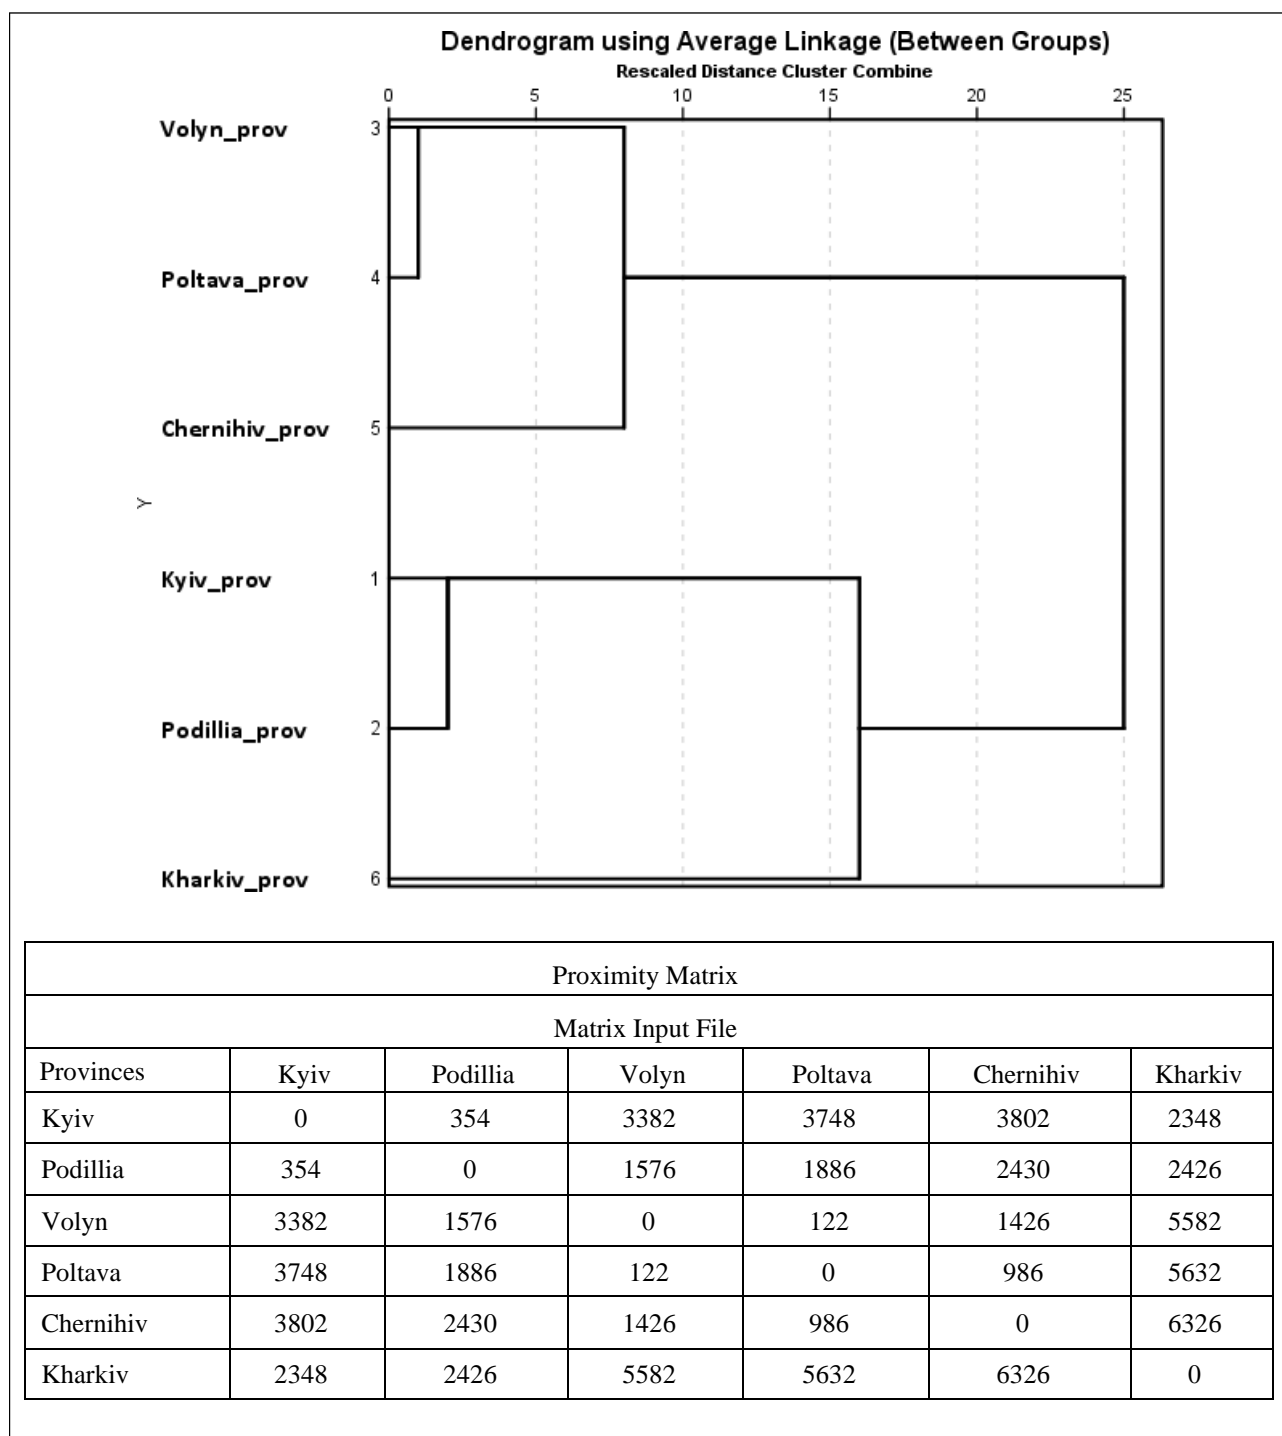 Dendrogram using Average Linkage (Between Groups)
Rescaled Distance Cluster Combine
0 5 10 15 20 25
Volyn_prov 3
Poltava_prov 4
Chernihiv_prov 5
Y
Kyiv_prov 1
Podillia_prov 2
Kharkiv_prov 6
Proximity Matrix
Matrix Input File
Provinces Kyiv Podillia Volyn Poltava Chernihiv Kharkiv
Kyiv 0 354 3382 3748 3802 2348
Podillia 354 0 1576 1886 2430 2426
Volyn 3382 1576 0 122 1426 5582
Poltava 3748 1886 122 0 986 5632
Chernihiv 3802 2430 1426 986 0 6326
Kharkiv 2348 2426 5582 5632 6326 0